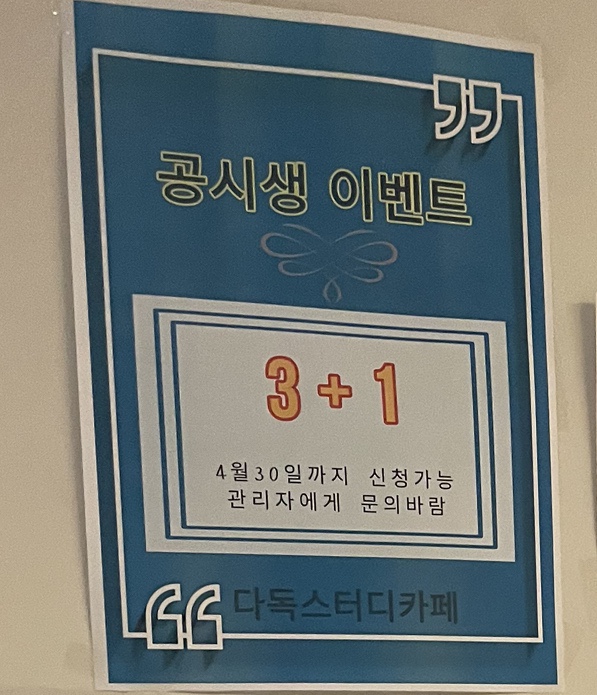 공시생 이벤트
3+1
4월30일까지 신청가능
관리자에게 문의바람
다독스터디카페